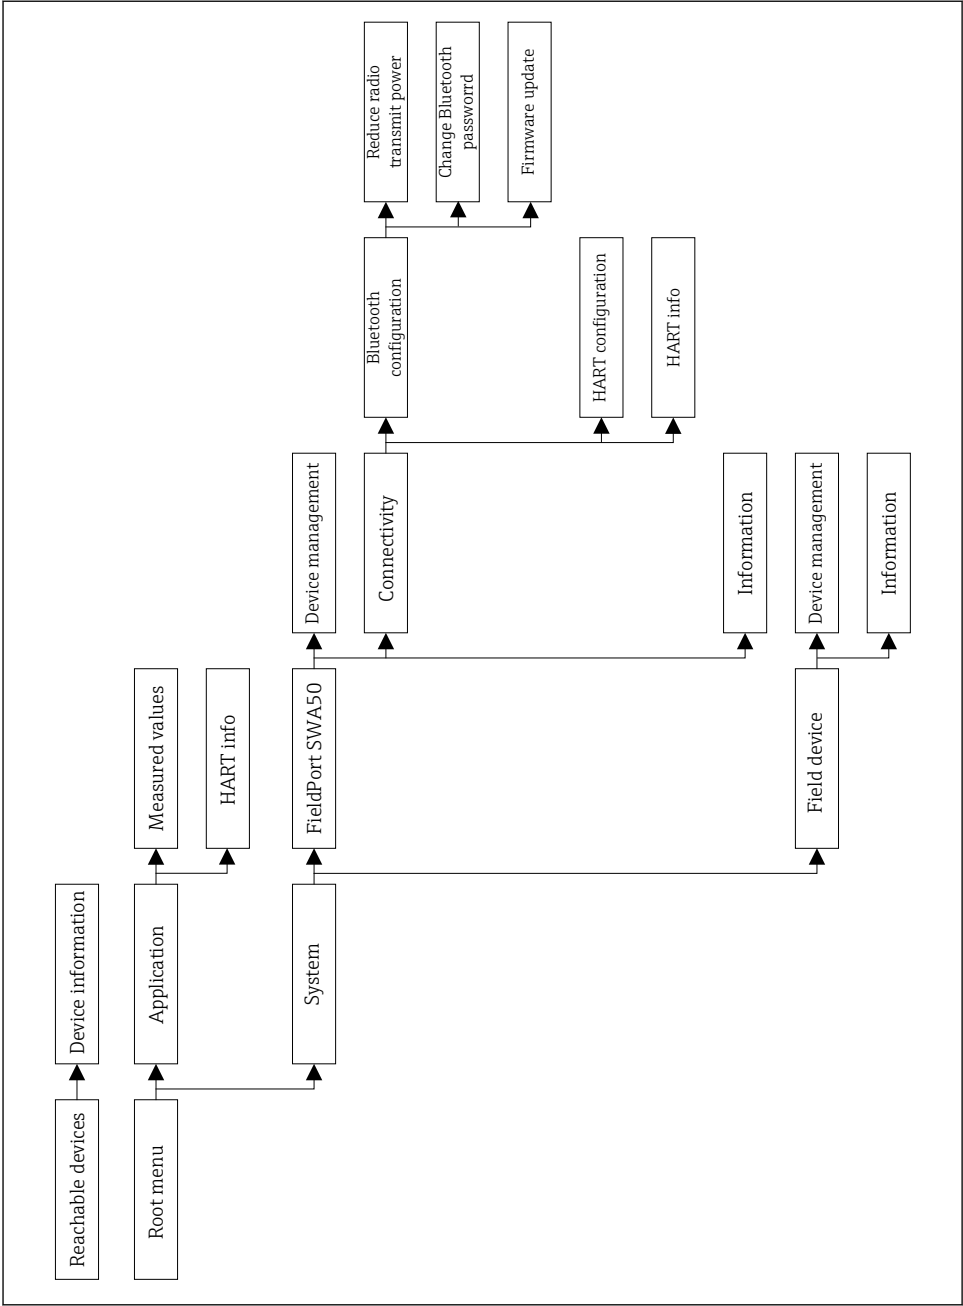 Reachable devices
Device information
Root menu
Application
Measured values
HART info
System
FieldPort SWA50
Device management
Connectivity
Bluetooth
configuration
Reduce radio
transmit power
Change Bluetooth
passworrd
Firmware update
HART configuration
HART info
Information
Field device
Device management
Information